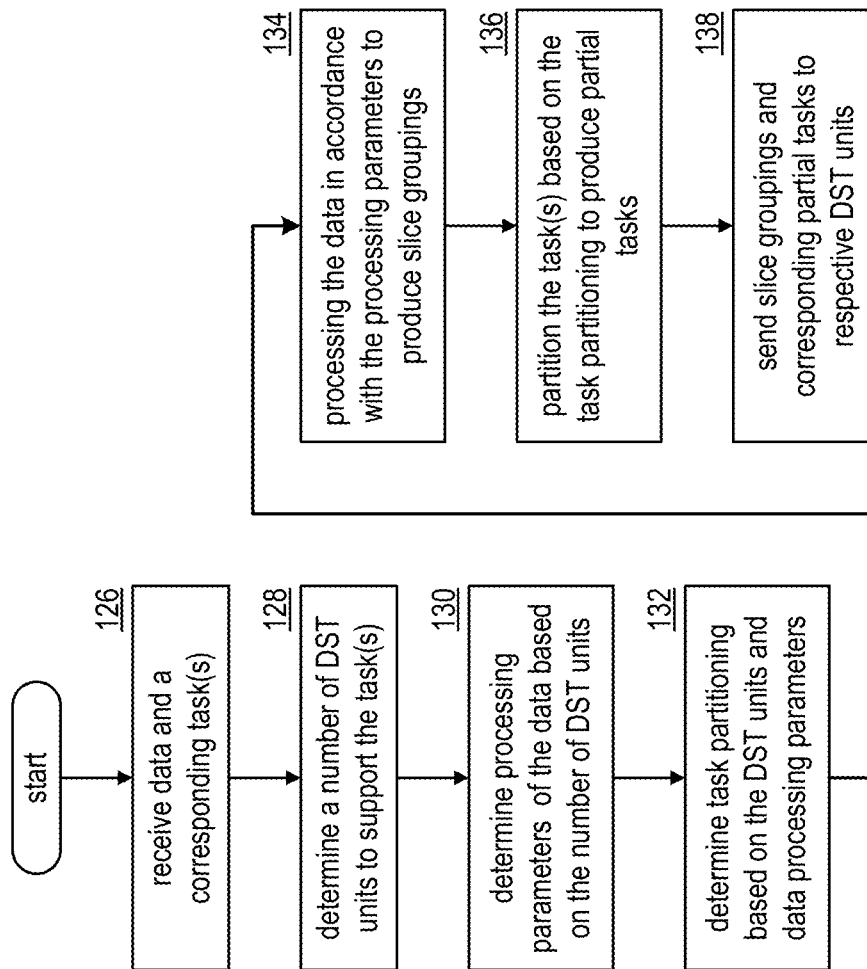 start
126
receive data and a
corresponding task(s)
128
determine a number of DST
units to support the task(s)
130
determine processing
parameters of the data based
on the number of DST units
132
determine task partitioning
based on the DST units and
data processing parameters
134
processing the data in accordance
with the processing parameters to
produce slice groupings
136
partition the task(s) based on the
task partitioning to produce partial
tasks
138
send slice groupings and
corresponding partial tasks to
respective DST units